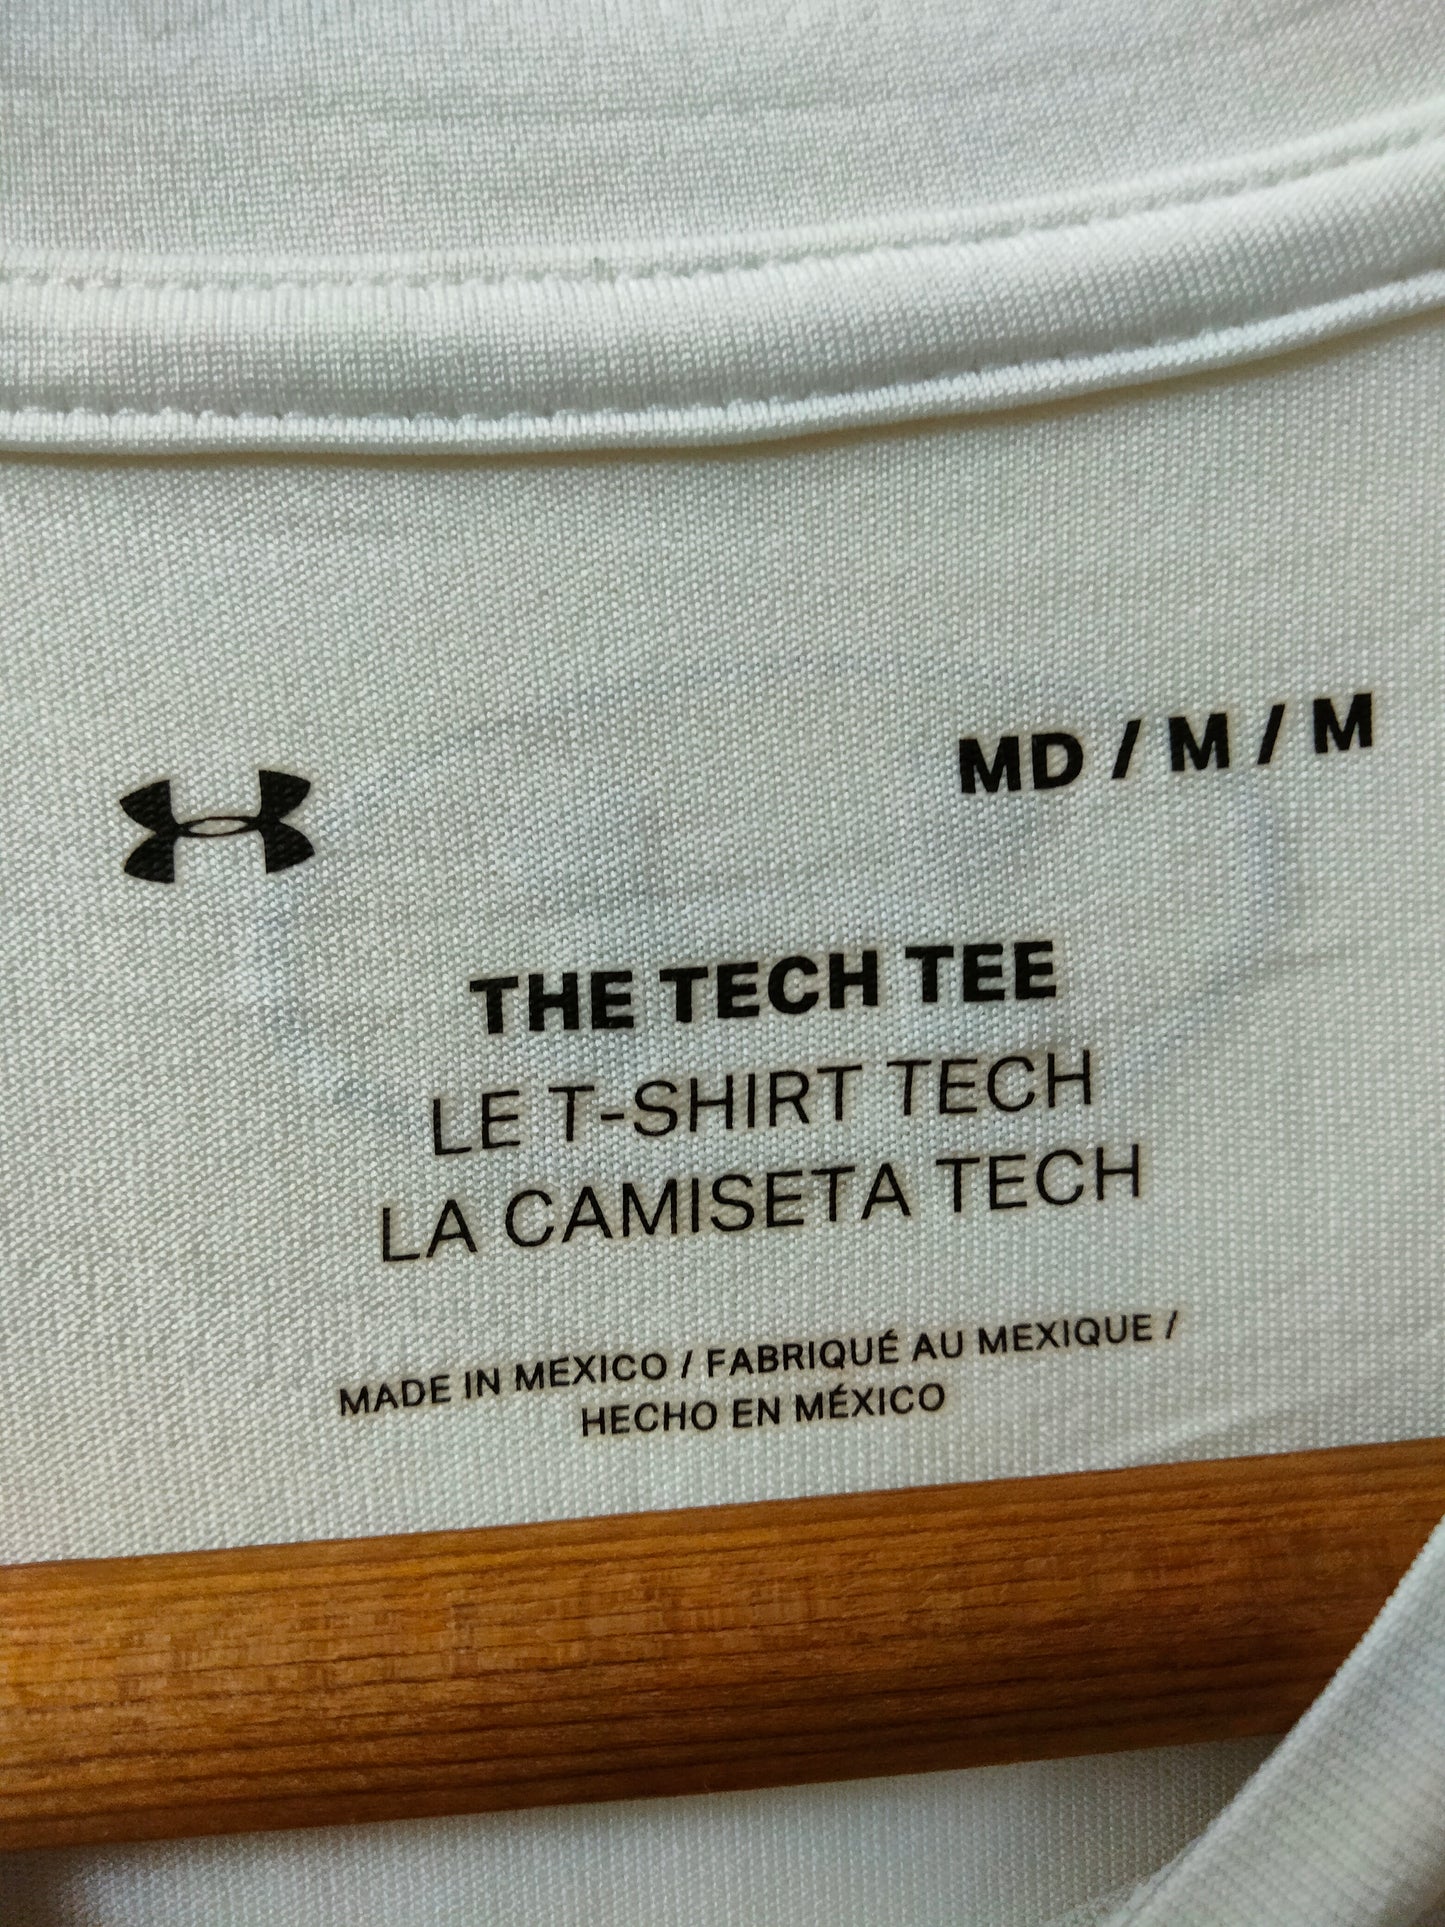 MD / M / M
THE TECH TEE
LE T-SHIRT TECH
LA CAMISETA TECH
MADE IN MEXICO / FABRIQUÉ AU MEXIQUE /
HECHO EN MÉXICO